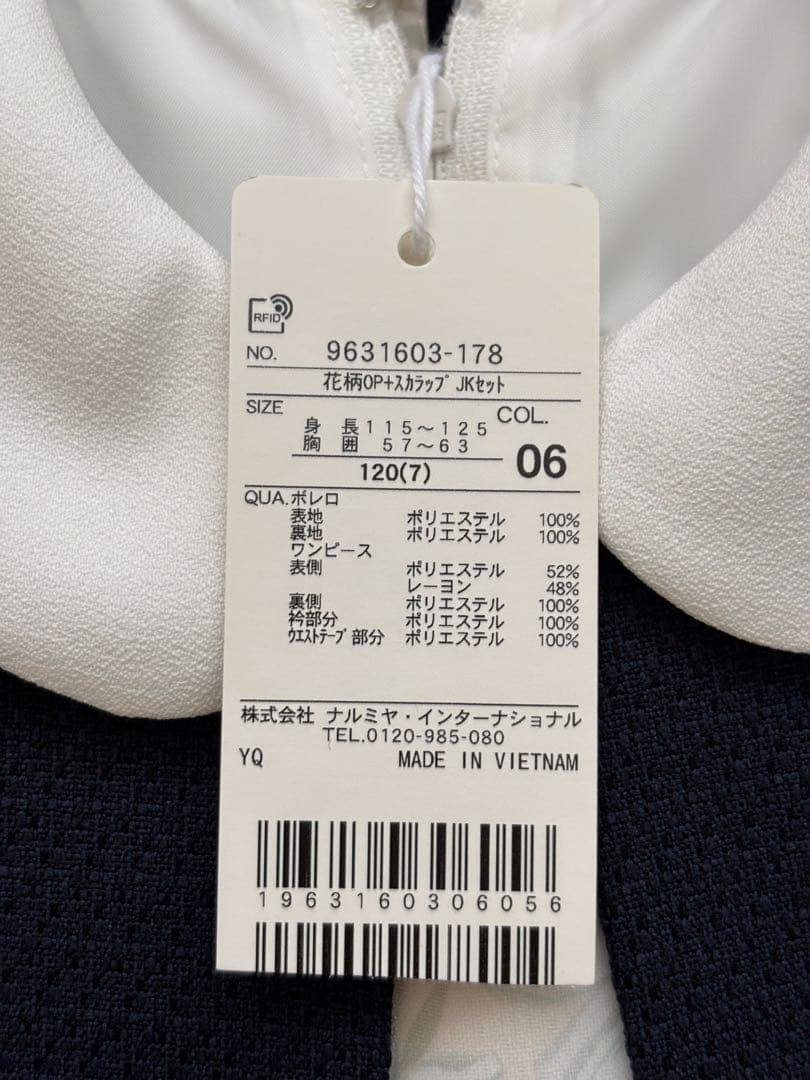 RFID
NO. 9631603-178
花柄OP+スカラップ JKセット
SIZE
身 長 115～125
胸 囲 57～63
120(7)
COL.
06
QUA.ボレロ
表地 ポリエステル 100%
裏地 ポリエステル 100%
ワンピース
表側 ポリエステル 52%
レーヨン 48%
裏側 ポリエステル 100%
衿部分 ポリエステル 100%
ウエストテープ部分 ポリエステル 100%
株式会社 ナルミヤ・インターナショナル
TEL.0120-985-080
YQ MADE IN VIETNAM
1963160306056